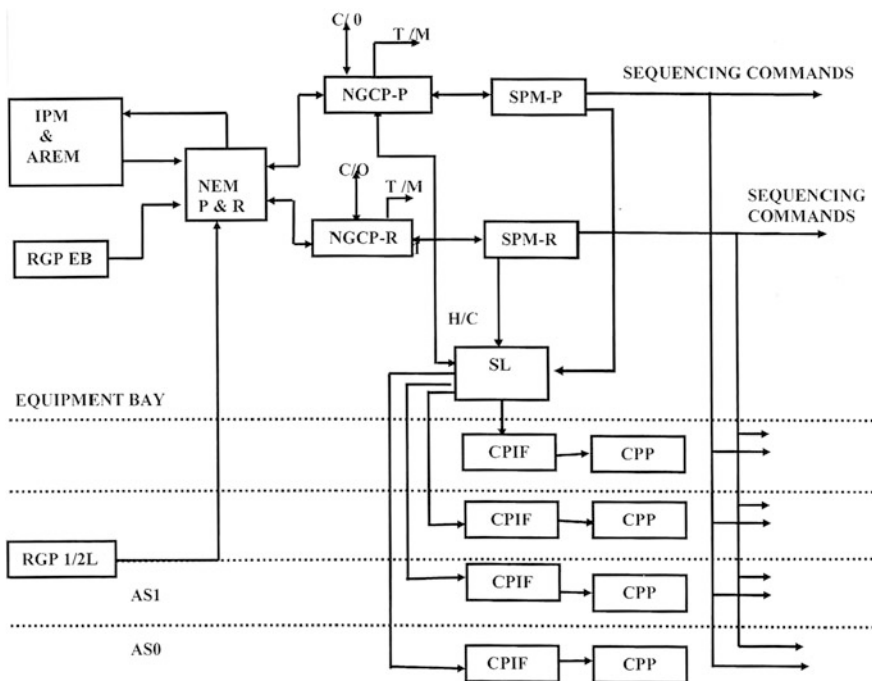 C/0
T /M
NGCP-P
SPM-P
SEQUENCING COMMANDS
IPM
&
AREM
NEM
P & R
C/O
T /M
NGCP-R
SPM-R
SEQUENCING
COMMANDS
RGP EB
H/C
SL
EQUIPMENT BAY
CPIF
CPP
CPIF
CPP
RGP 1/2L
CPIF
CPP
AS1
AS0
CPIF
CPP